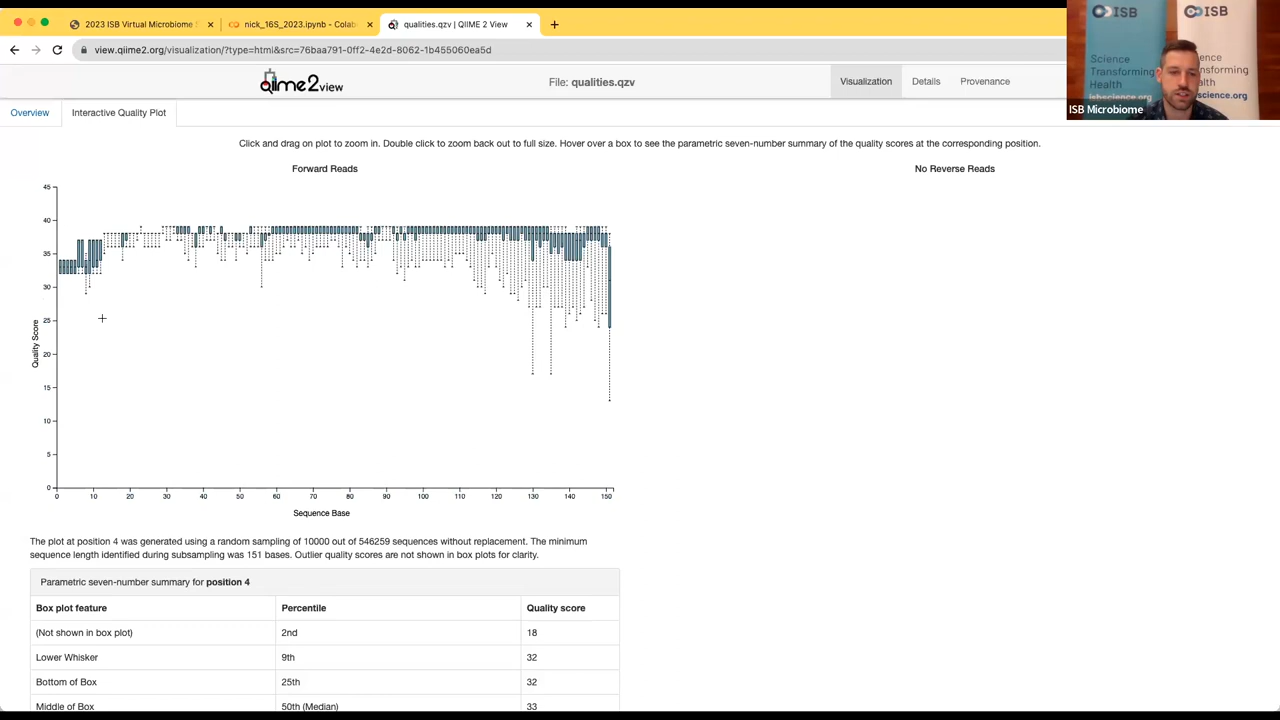 2023 ISB Virtual Microbiome S
nick_16S_2023.ipynb - Colab
qualities.qzv | QIIME 2 View
view.qiime2.org/visualization/?type=html&src=76baa791-0ff2-4e2d-8062-1b455060ea5d
qiime2view
File: qualities.qzv
Visualization
Details
Provenance
ISB
ISB
Science
Transforming
Health
isbscience.org
ence
nsforming
science.org
ISB Microbiome
Overview
Interactive Quality Plot
Click and drag on plot to zoom in. Double click to zoom back out to full size. Hover over a box to see the parametric seven-number summary of the quality scores at the corresponding position.
Forward Reads
No Reverse Reads
45
40
35
30
25
20
15
10
5
0
Quality Score
0 10 20 30 40 50 60 70 80 90 100 110 120 130 140 150
Sequence Base
The plot at position 4 was generated using a random sampling of 10000 out of 546259 sequences without replacement. The minimum
sequence length identified during subsampling was 151 bases. Outlier quality scores are not shown in box plots for clarity.
Parametric seven-number summary for position 4
Box plot feature Percentile Quality score
(Not shown in box plot) 2nd 18
Lower Whisker 9th 32
Bottom of Box 25th 32
Middle of Box 50th (Median) 33